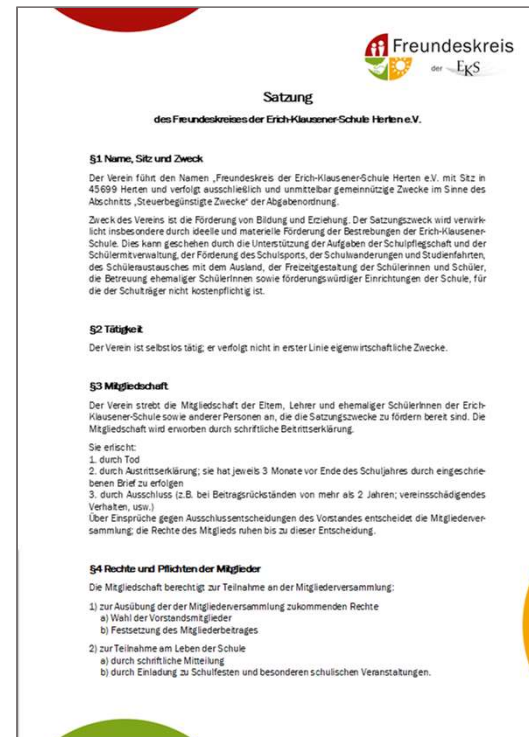 Freundeskreis
der EKS
Satzung
des Freundeskreises der Erich-Klausener-Schule Herten e.V.
§1 Name, Sitz und Zweck
Der Verein führt den Namen „Freundeskreis der Erich-Klausener-Schule Herten e.V. mit Sitz in
45699 Herten und verfolgt ausschließlich und unmittelbar gemeinnützige Zwecke im Sinne des
Abschnitts „Steuerbegünstigte Zwecke“ der Abgabenordnung.
Zweck des Vereins ist die Förderung von Bildung und Erziehung. Der Satzungszweck wird verwirk-
licht insbesondere durch ideelle und materielle Förderung der Bestrebungen der Erich-Klausener-
Schule. Dies kann geschehen durch die Unterstützung der Aufgaben der Schulpflegschaft und der
Schülermitverwaltung, der Förderung des Schulsports, der Schulwanderungen und Studienfahrten,
des Schüleraustausches mit dem Ausland, der Freizeitgestaltung der Schülerinnen und Schüler,
die Betreuung ehemaliger SchülerInnen sowie förderungswürdiger Einrichtungen der Schule, für
die der Schulträger nicht kostenpflichtig ist.
§2 Tätigkeit
Der Verein ist selbstlos tätig; er verfolgt nicht in erster Linie eigenwirtschaftliche Zwecke.
§3 Mitgliedschaft
Der Verein strebt die Mitgliedschaft der Eltern, Lehrer und ehemaliger SchülerInnen der Erich-
Klausener-Schule sowie anderer Personen an, die die Satzungszwecke zu fördern bereit sind. Die
Mitgliedschaft wird erworben durch schriftliche Beitrittserklärung.
Sie erlischt:
1. durch Tod
2. durch Austrittserklärung; sie hat jeweils 3 Monate vor Ende des Schuljahres durch eingeschrie-
benen Brief zu erfolgen
3. durch Ausschluss (z.B. bei Beitragsrückständen von mehr als 2 Jahren; vereinsschädigendes
Verhalten, usw.)
Über Einsprüche gegen Ausschlussentscheidungen des Vorstandes entscheidet die Mitgliederver-
sammlung; die Rechte des Mitglieds ruhen bis zu dieser Entscheidung.
§4 Rechte und Pflichten der Mitglieder
Die Mitgliedschaft berechtigt zur Teilnahme an der Mitgliederversammlung:
1) zur Ausübung der der Mitgliederversammlung zukommenden Rechte
a) Wahl der Vorstandsmitglieder
b) Festsetzung des Mitgliederbeitrages
2) zur Teilnahme am Leben der Schule
a) durch schriftliche Mitteilung
b) durch Einladung zu Schulfesten und besonderen schulischen Veranstaltungen.